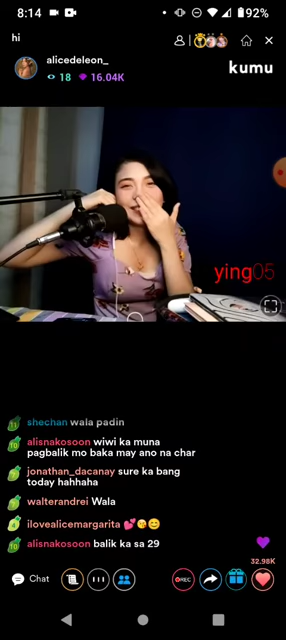 8:14
92%
hi
alicedeleon_
18 16.04K
kumu
ying05
shechan wala padin
alisnakosoon wiwi ka muna
pagbalik mo baka may ano na char
jonathan_dacanay sure ka bang
today hahhaha
walterandrei Wala
ilovealicemargarita 💕😘😊
alisnakosoon balik ka sa 29
32.98K
Chat
REC